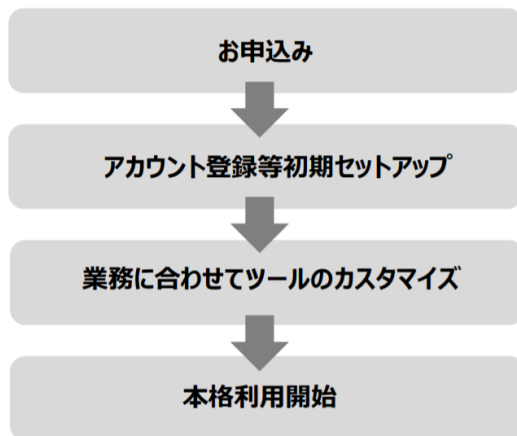 お申込み
アカウント登録等初期セットアップ
業務に合わせてツールのカスタマイズ
本格利用開始